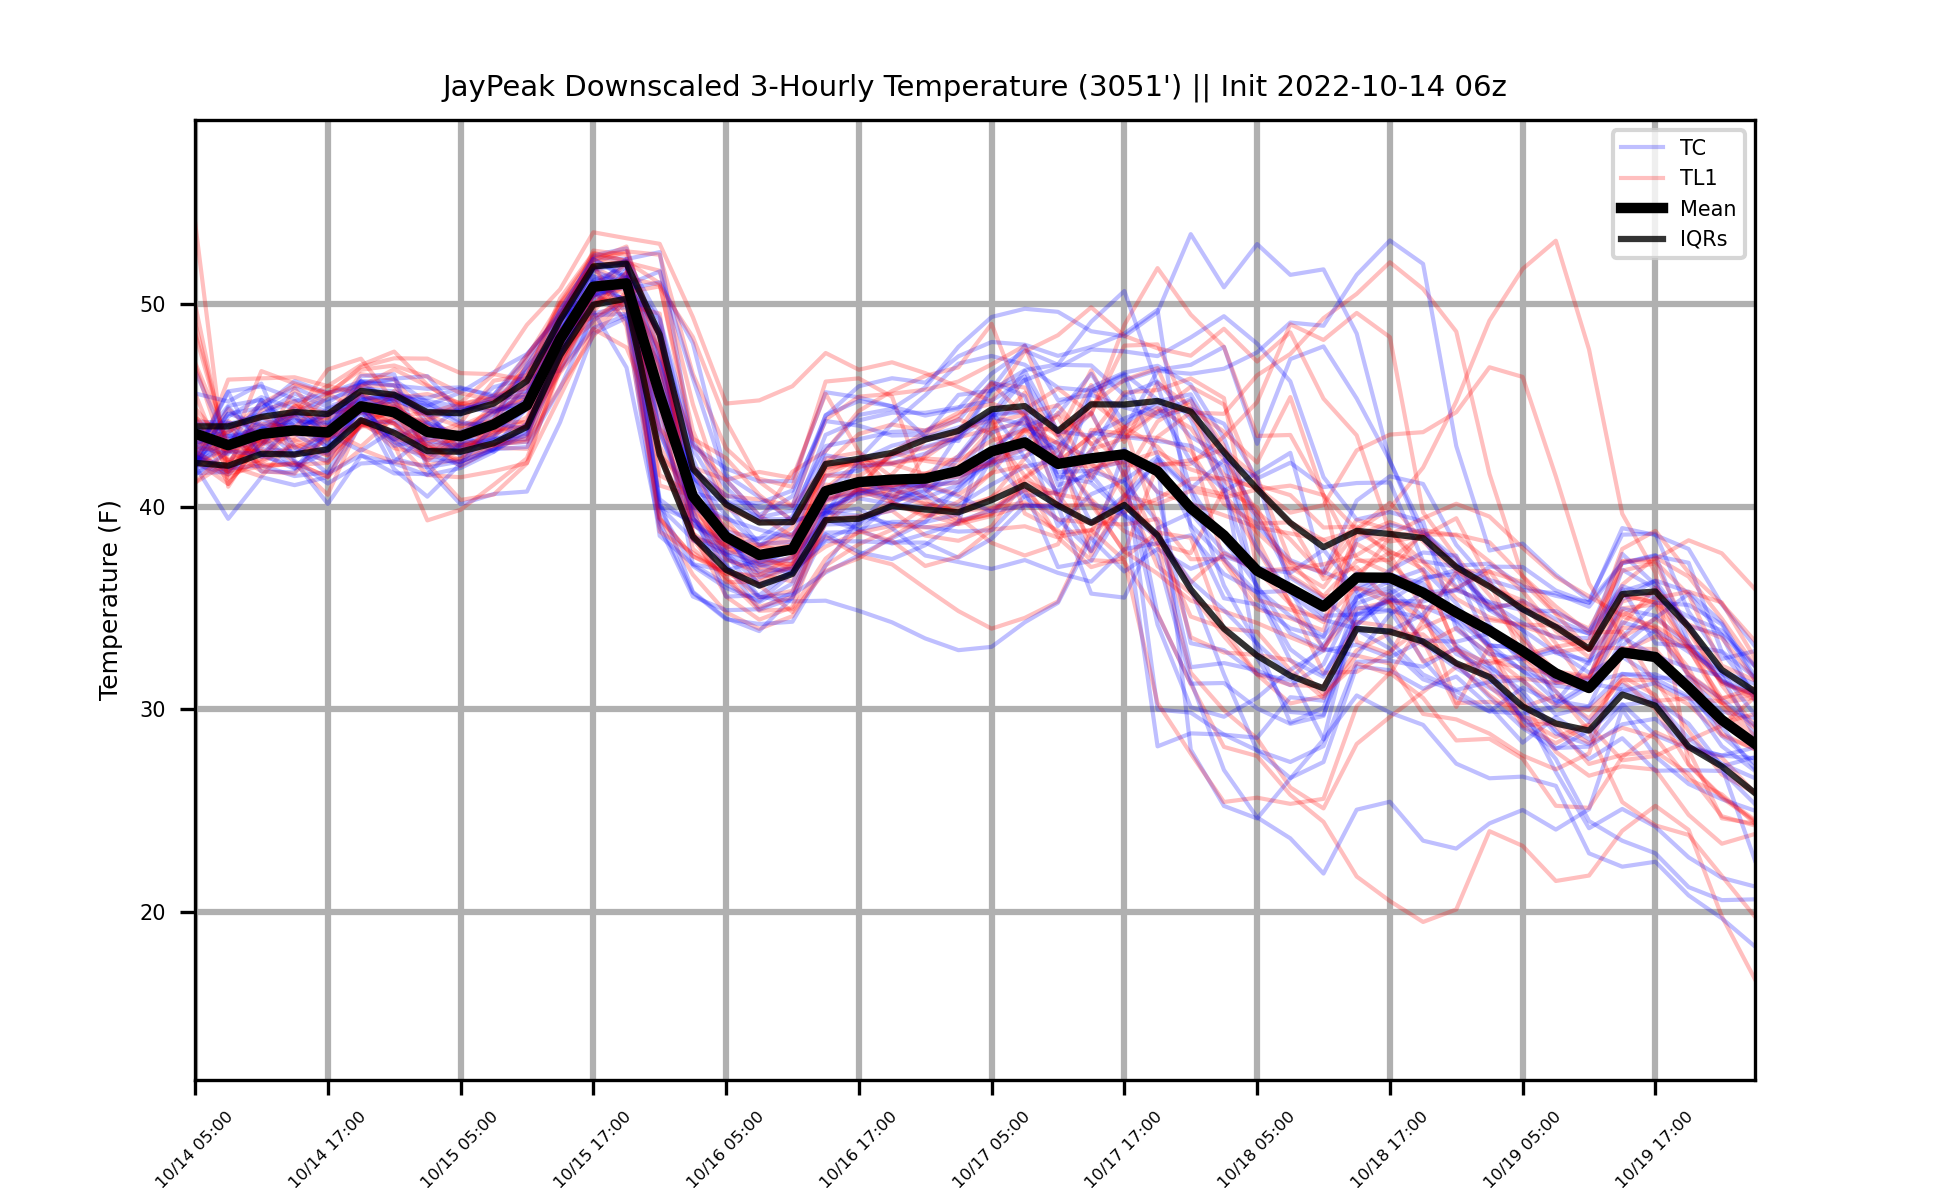 JayPeak Downscaled 3-Hourly Temperature (3051') || Init 2022-10-14 06z
TC
TL1
Mean
IQRs
Temperature (F)
50
40
30
20
10/14 05:00
10/14 17:00
10/15 05:00
10/15 17:00
10/16 05:00
10/16 17:00
10/17 05:00
10/17 17:00
10/18 05:00
10/18 17:00
10/19 05:00
10/19 17:00